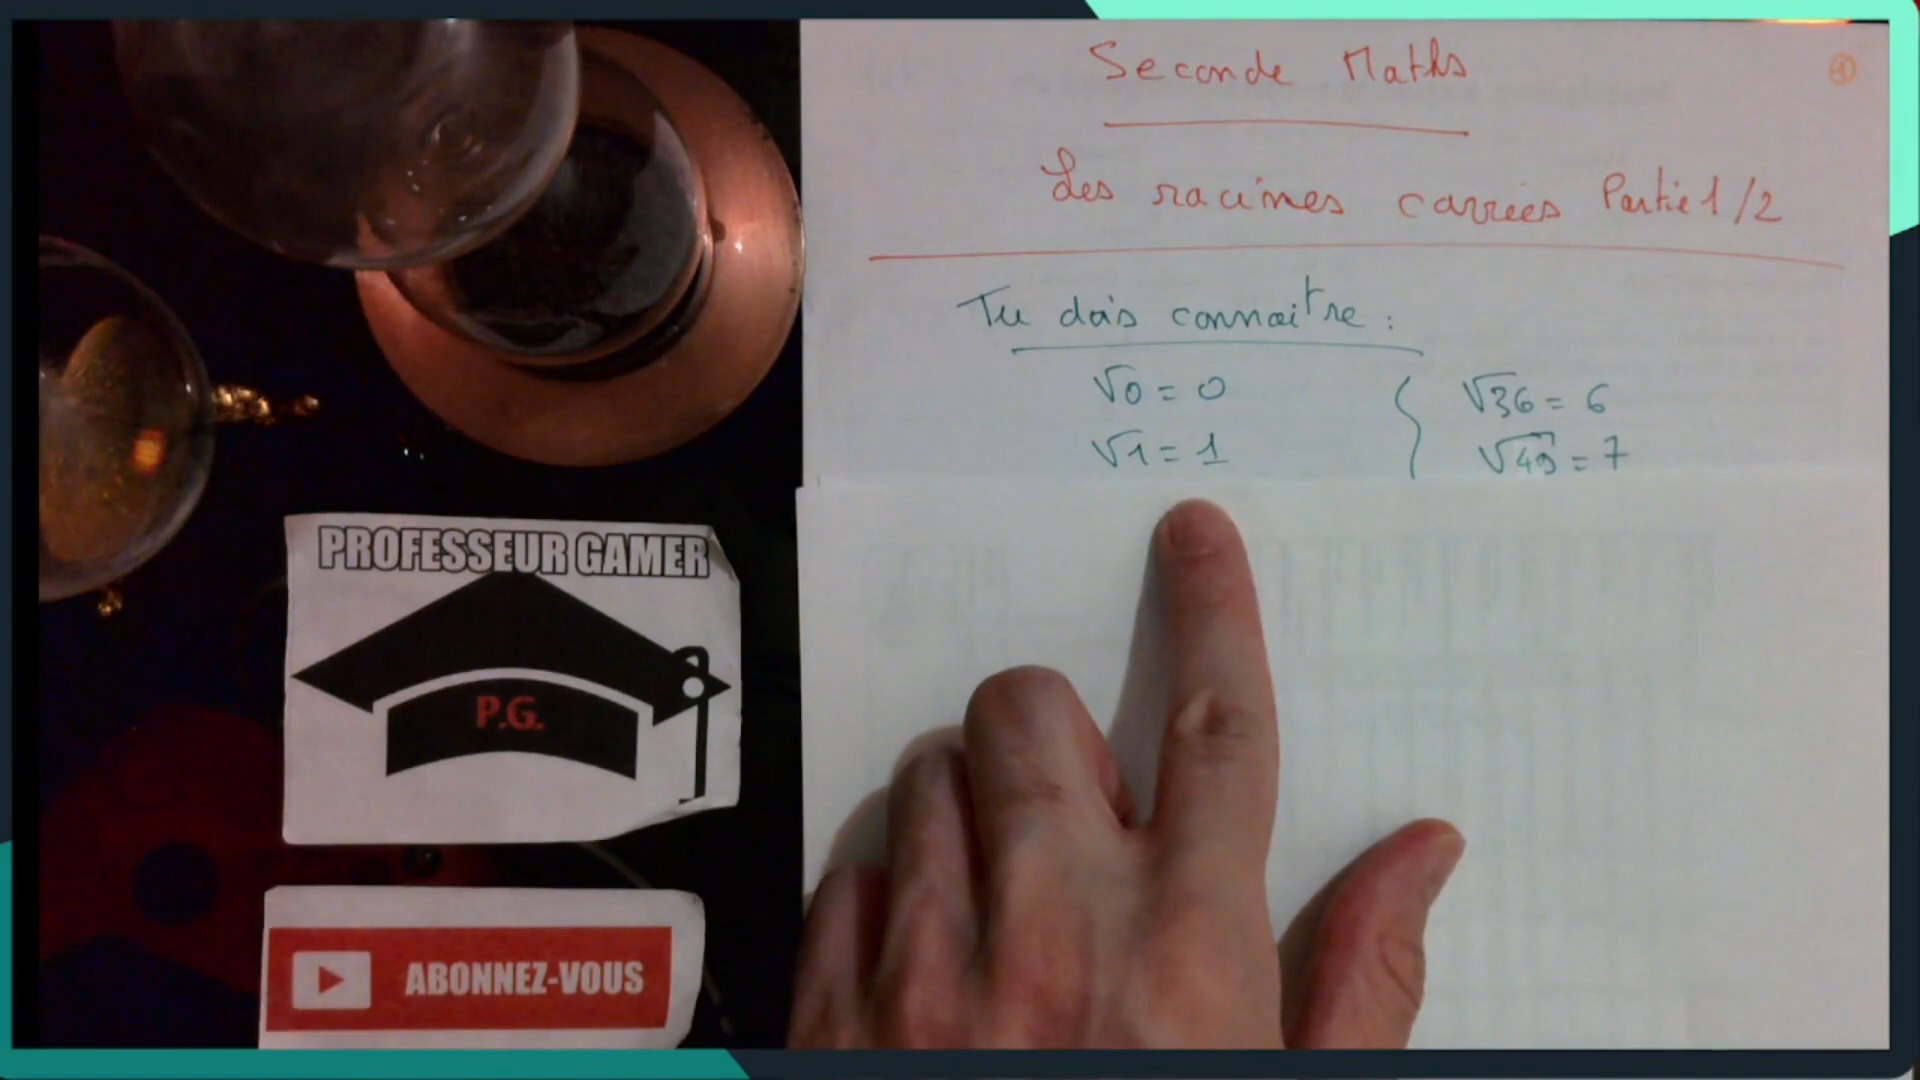 Seconde Maths
①
Les racines carrées Partie 1/2
Tu dois connaître :
√0 = 0
√1 = 1
√36 = 6
√49 = 7
PROFESSEUR GAMER
P.G.
ABONNEZ-VOUS